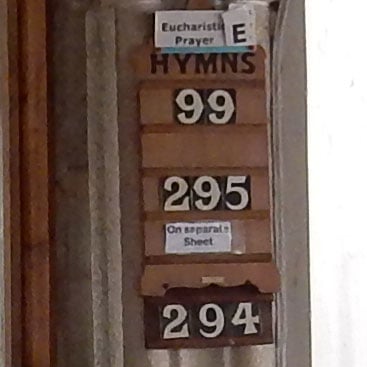 Eucharistic
Prayer E
HYMNS
99
295
On separate
Sheet
294